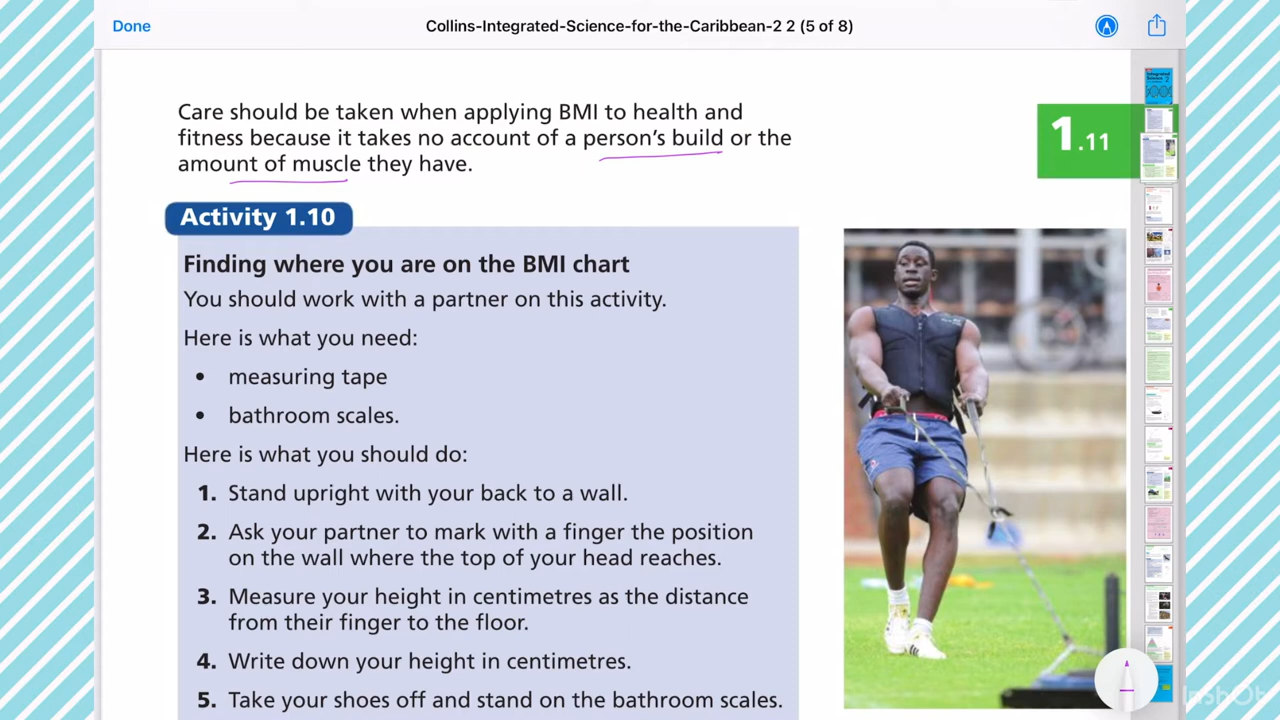 Done
Collins-Integrated-Science-for-the-Caribbean-2 2 (5 of 8)
Care should be taken when applying BMI to health and
fitness because it takes no account of a person's build or the
amount of muscle they have.
1.11
Activity 1.10
Finding where you are on the BMI chart
You should work with a partner on this activity.
Here is what you need:
• measuring tape
• bathroom scales.
Here is what you should do:
1. Stand upright with your back to a wall.
2. Ask your partner to mark with a finger the position
on the wall where the top of your head reaches.
3. Measure your height in centimetres as the distance
from their finger to the floor.
4. Write down your height in centimetres.
5. Take your shoes off and stand on the bathroom scales.
InShOt